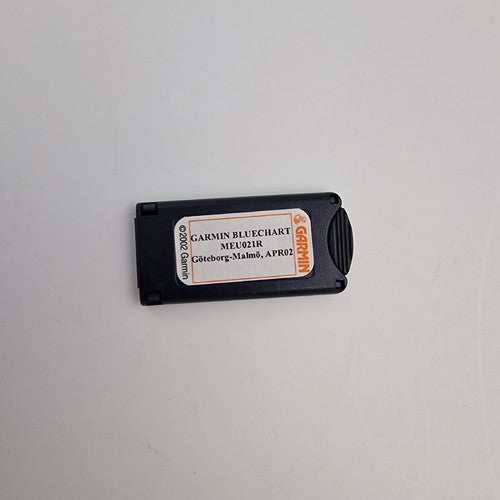 © 2002 Garmin
GARMIN BLUECHART
MEU021R
Göteborg-Malmö, APR02
GARMIN